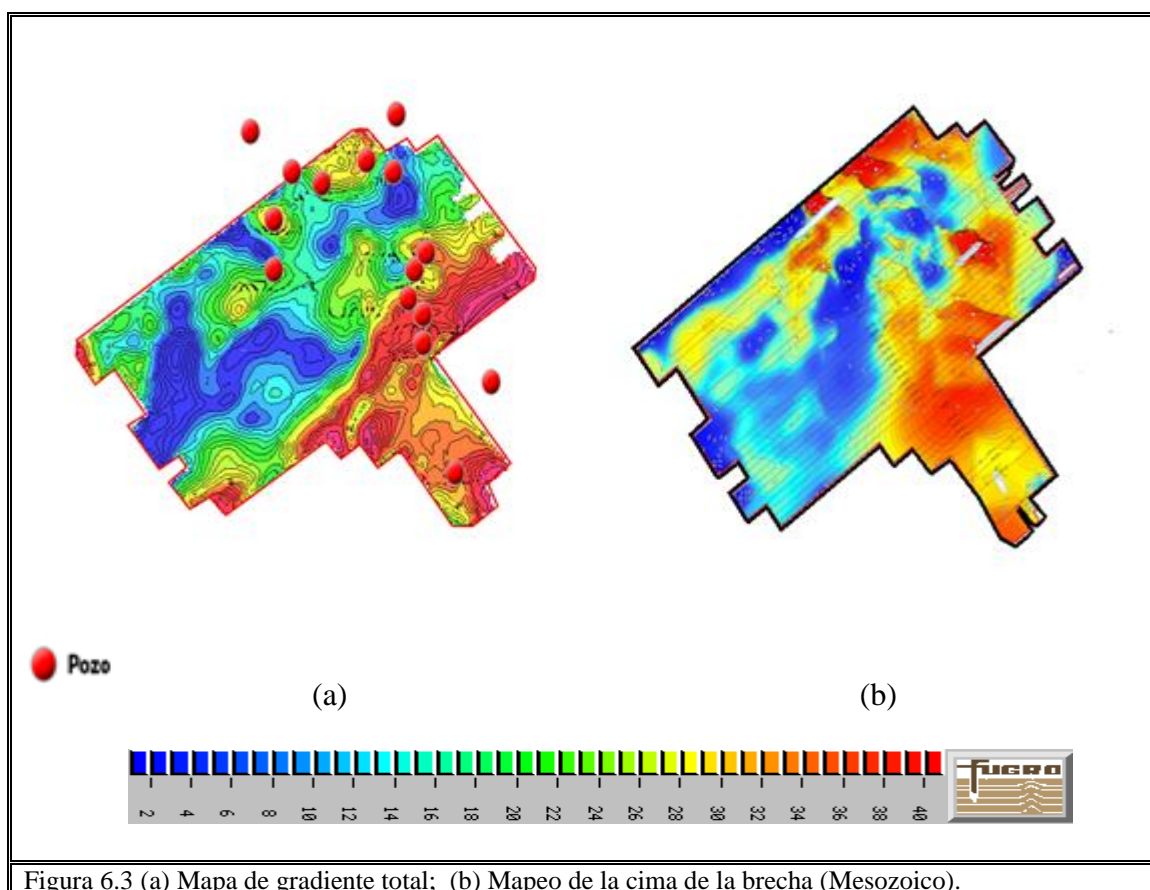 Pozo
(a)
(b)
2 4 6 8 10 12 14 16 18 20 22 24 26 28 30 32 34 36 38 40
FUGRO
Figura 6.3 (a) Mapa de gradiente total; (b) Mapeo de la cima de la brecha (Mesozoico).